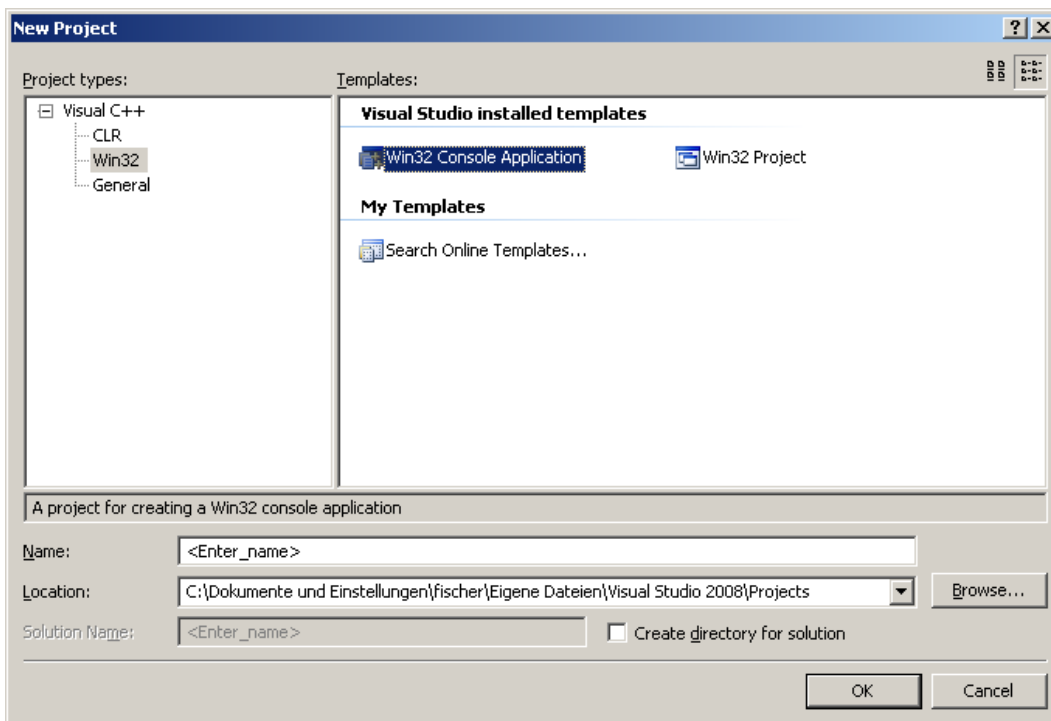 New Project
Project types:
Templates:
Visual C++
CLR
Win32
General
Visual Studio installed templates
Win32 Console Application
Win32 Project
My Templates
Search Online Templates...
A project for creating a Win32 console application
Name:
<Enter_name>
Location:
C:\Dokumente und Einstellungen\fischer\Eigene Dateien\Visual Studio 2008\Projects
Browse...
Solution Name:
<Enter_name>
Create directory for solution
OK
Cancel